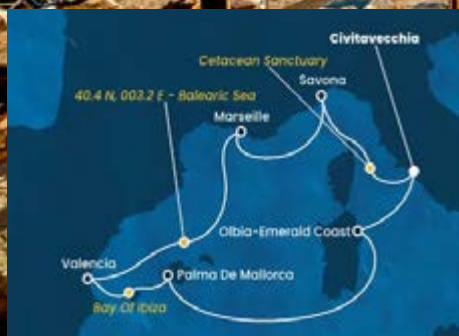 Civitavecchia
Cetacean Sanctuary
Savona
40.4 N, 003.2 E - Balearic Sea
Marseille
Olbia-Emerald Coast
Valencia
Palma De Mallorca
Bay Of Ibiza